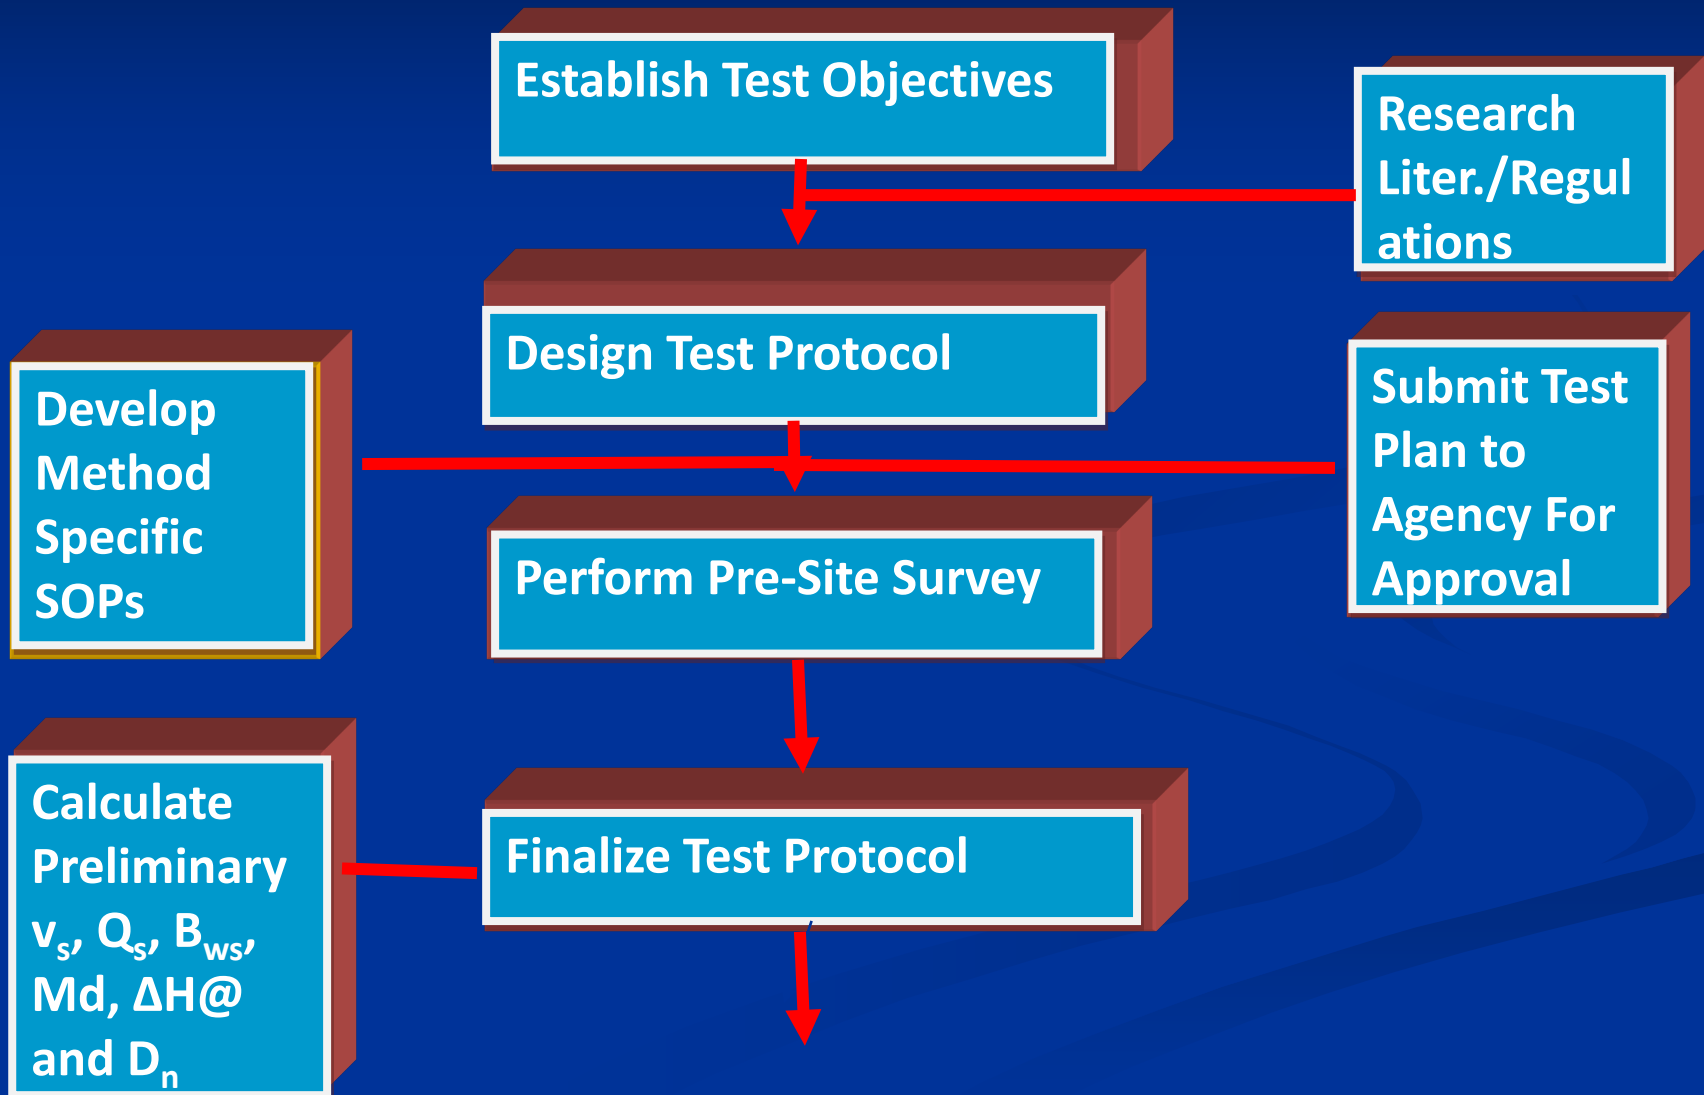 Establish Test Objectives
Research
Liter./Regul
ations
Design Test Protocol
Develop
Method
Specific
SOPs
Submit Test
Plan to
Agency For
Approval
Perform Pre-Site Survey
Calculate
Preliminary
vₛ, Qₛ, B_ws,
Md, ΔH@
and Dₙ
Finalize Test Protocol